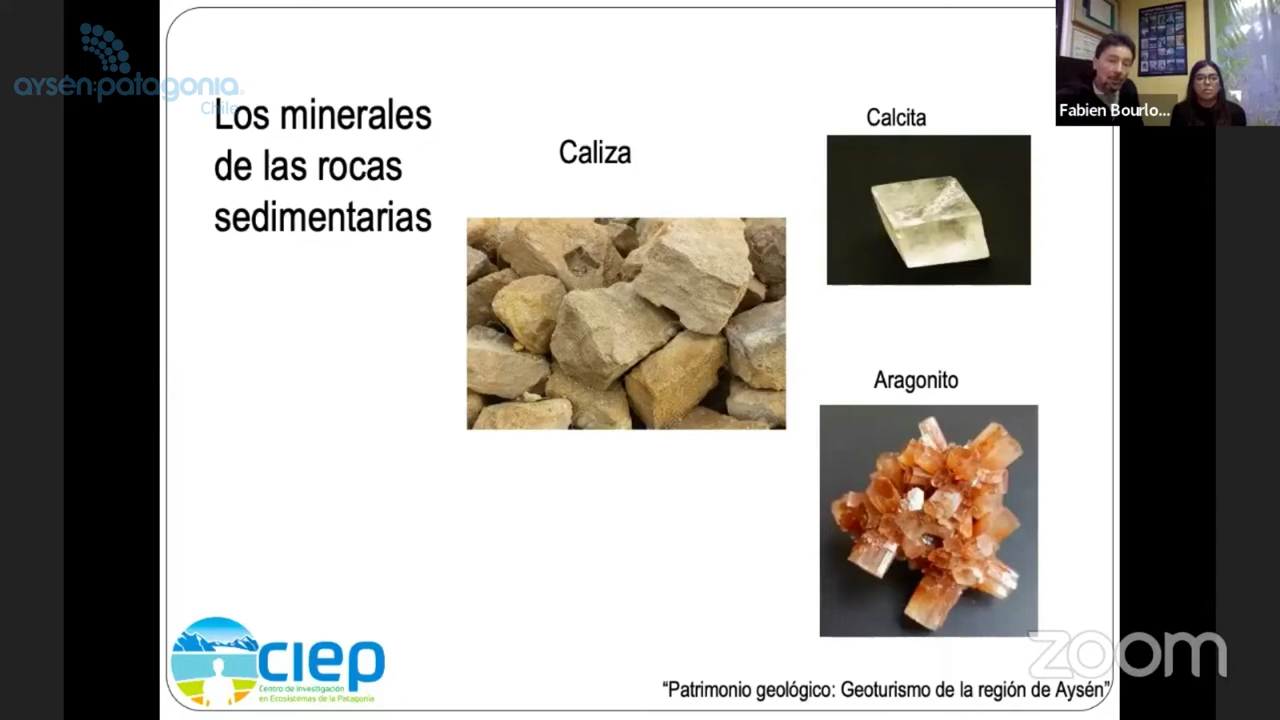 aysén:patagonia
Chile
Los minerales
de las rocas
sedimentarias
Caliza
Calcita
Fabien Bourlo...
Aragonito
CIEP
Centro de Investigación
en Ecosistemas de la Patagonia
zoom
“Patrimonio geológico: Geoturismo de la región de Aysén”